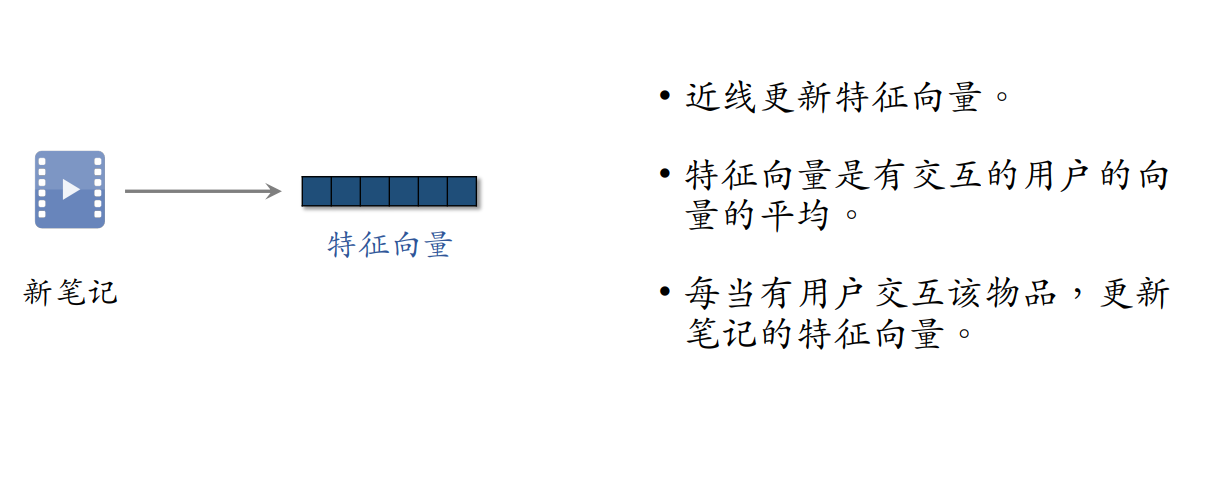 新笔记
特征向量
• 近线更新特征向量。
• 特征向量是有交互的用户的向
量的平均。
• 每当有用户交互该物品，更新
笔记的特征向量。